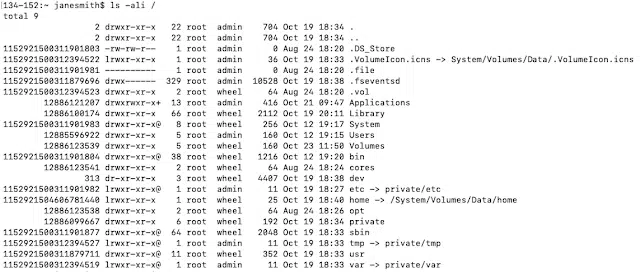 134-152:~ janesmith$ ls -ali /
total 9
2 drwxr-xr-x 22 root admin 704 Oct 19 18:34 .
2 drwxr-xr-x 22 root admin 704 Oct 19 18:34 ..
1152921500311901803 -rw-rw-r-- 1 root admin 0 Aug 24 18:20 .DS_Store
1152921500312394522 lrwxr-xr-x 1 root admin 36 Oct 19 18:33 .VolumeIcon.icns -> System/Volumes/Data/.VolumeIcon.icns
1152921500311901981 ---------- 1 root admin 0 Aug 24 18:20 .file
1152921500311879696 drwx------ 329 root admin 10528 Oct 19 18:38 .fseventsd
1152921500312394523 drwxr-xr-x 2 root wheel 64 Aug 24 18:20 .vol
12886121207 drwxrwxr-x+ 13 root admin 416 Oct 21 09:47 Applications
12886100174 drwxr-xr-x 66 root wheel 2112 Oct 19 20:11 Library
1152921500311901983 drwxr-xr-x@ 8 root wheel 256 Oct 12 19:17 System
12885596922 drwxr-xr-x 5 root admin 160 Oct 12 19:15 Users
12886123539 drwxr-xr-x 5 root wheel 160 Oct 23 11:50 Volumes
1152921500311901804 drwxr-xr-x@ 38 root wheel 1216 Oct 12 19:20 bin
12886123541 drwxr-xr-x 2 root wheel 64 Aug 24 18:24 cores
313 dr-xr-xr-x 3 root wheel 4407 Oct 19 18:38 dev
1152921500311901982 lrwxr-xr-x@ 1 root admin 11 Oct 19 18:27 etc -> private/etc
1152921504606781440 lrwxr-xr-x 1 root wheel 25 Oct 19 18:40 home -> /System/Volumes/Data/home
12886123538 drwxr-xr-x 2 root wheel 64 Aug 24 18:26 opt
12886099667 drwxr-xr-x 6 root wheel 192 Oct 19 18:34 private
1152921500311901877 drwxr-xr-x@ 64 root wheel 2048 Oct 19 18:33 sbin
1152921500312394527 lrwxr-xr-x@ 1 root admin 11 Oct 19 18:33 tmp -> private/tmp
1152921500311879711 drwxr-xr-x@ 11 root wheel 352 Oct 19 18:33 usr
1152921500312394519 lrwxr-xr-x@ 1 root admin 11 Oct 19 18:33 var -> private/var